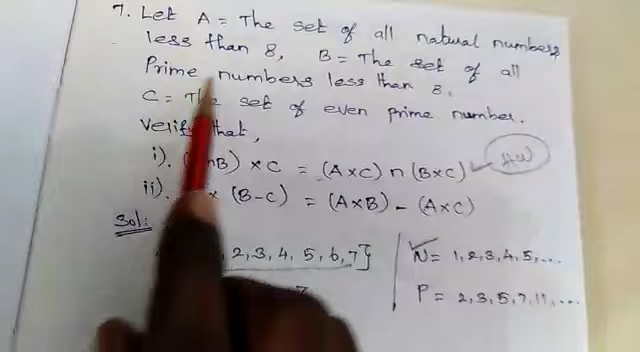 7. Let A = The set of all natural numbers
less than 8, B = The set of all
Prime numbers less than 8,
C = The set of even prime number.
Verify that,
i). B) × C = (A×C) ∩ (B×C) HW
ii). × (B-C) = (A×B) - (A×C)
Sol:
2, 3, 4, 5, 6, 7}
N = 1, 2, 3, 4, 5, ...
P = 2, 3, 5, 7, 11, ...